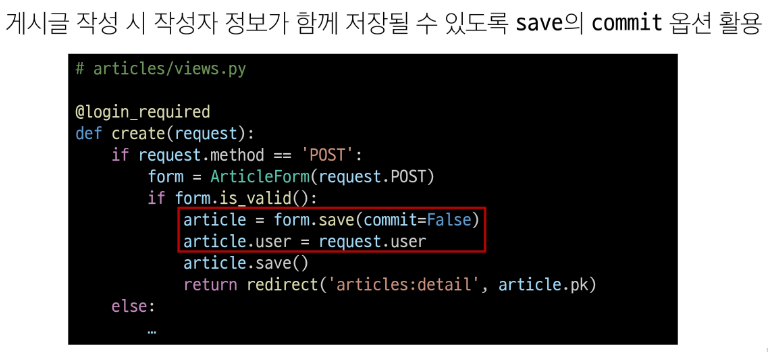 게시글 작성 시 작성자 정보가 함께 저장될 수 있도록 save의 commit 옵션 활용
# articles/views.py
@login_required
def create(request):
    if request.method == 'POST':
        form = ArticleForm(request.POST)
        if form.is_valid():
            article = form.save(commit=False)
            article.user = request.user
            article.save()
            return redirect('articles:detail', article.pk)
    else:
        …